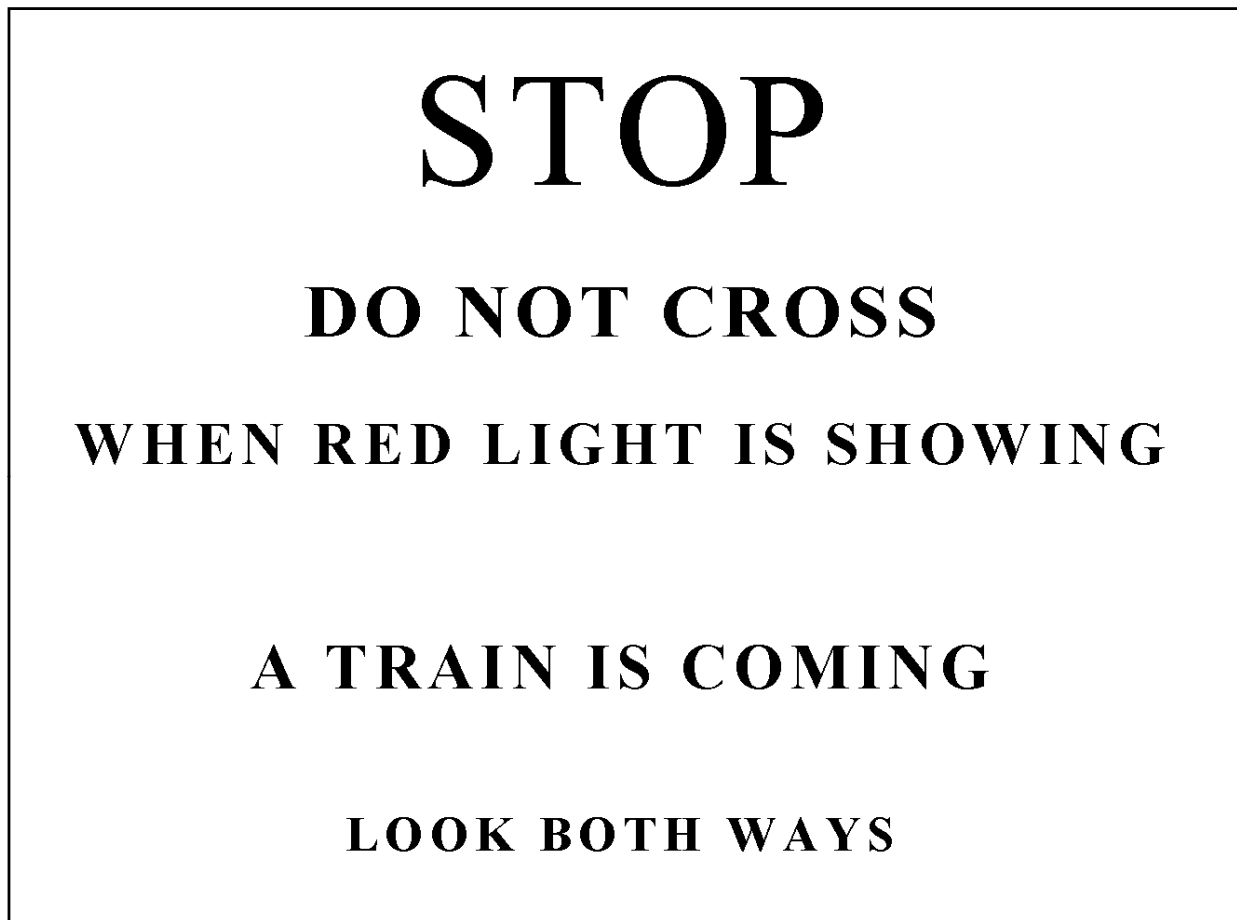 STOP
DO NOT CROSS
WHEN RED LIGHT IS SHOWING
A TRAIN IS COMING
LOOK BOTH WAYS